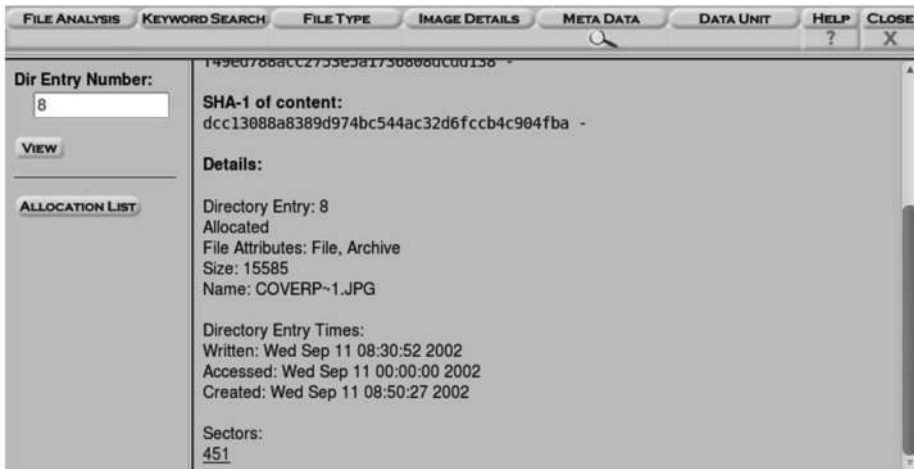 FILE ANALYSIS KEYWORD SEARCH FILE TYPE IMAGE DETAILS META DATA DATA UNIT HELP CLOSE
? X
Dir Entry Number:
8
VIEW
ALLOCATION LIST
SHA-1 of content:
dcc13088a8389d974bc544ac32d6fccb4c904fba -
Details:
Directory Entry: 8
Allocated
File Attributes: File, Archive
Size: 15585
Name: COVERP~1.JPG
Directory Entry Times:
Written: Wed Sep 11 08:30:52 2002
Accessed: Wed Sep 11 00:00:00 2002
Created: Wed Sep 11 08:50:27 2002
Sectors:
451